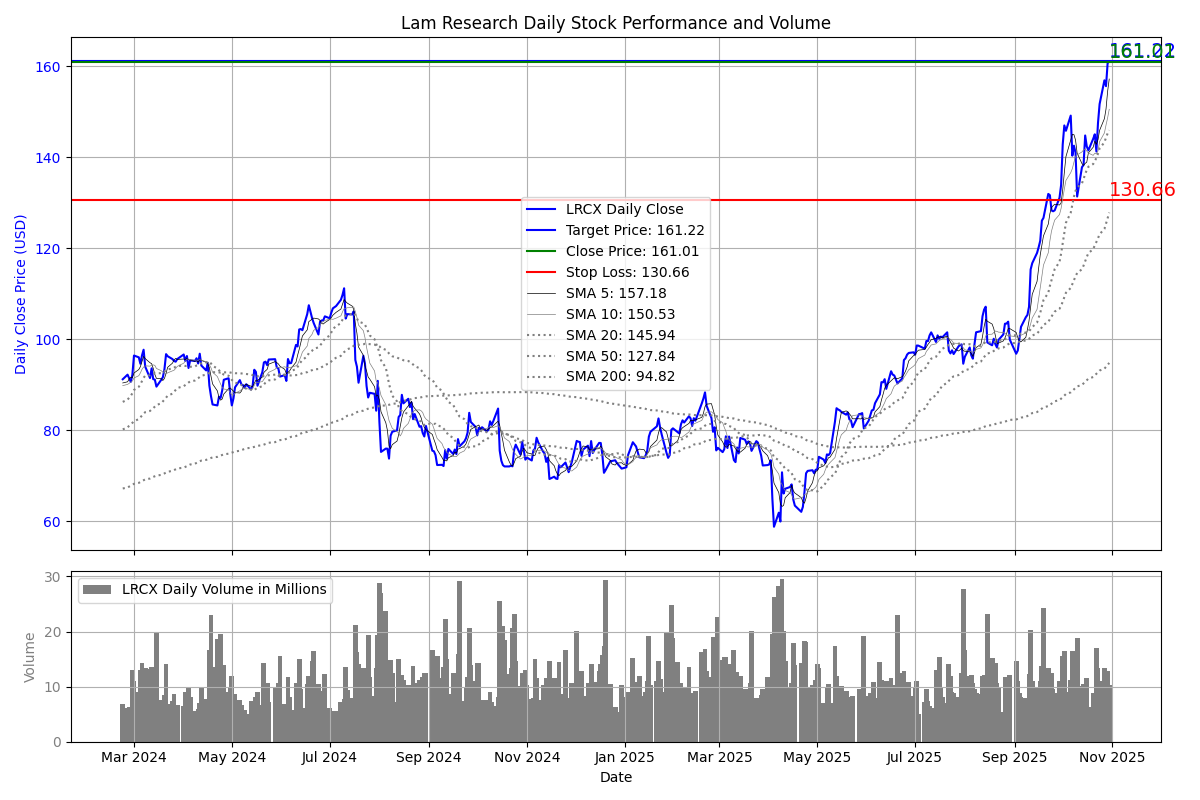 Lam Research Daily Stock Performance and Volume
161.22
161.01
160
140
130.66
120
100
80
60
Daily Close Price (USD)
LRCX Daily Close
Target Price: 161.22
Close Price: 161.01
Stop Loss: 130.66
SMA 5: 157.18
SMA 10: 150.53
SMA 20: 145.94
SMA 50: 127.84
SMA 200: 94.82
30
20
10
0
Volume
LRCX Daily Volume in Millions
Mar 2024 May 2024 Jul 2024 Sep 2024 Nov 2024 Jan 2025 Mar 2025 May 2025 Jul 2025 Sep 2025 Nov 2025
Date